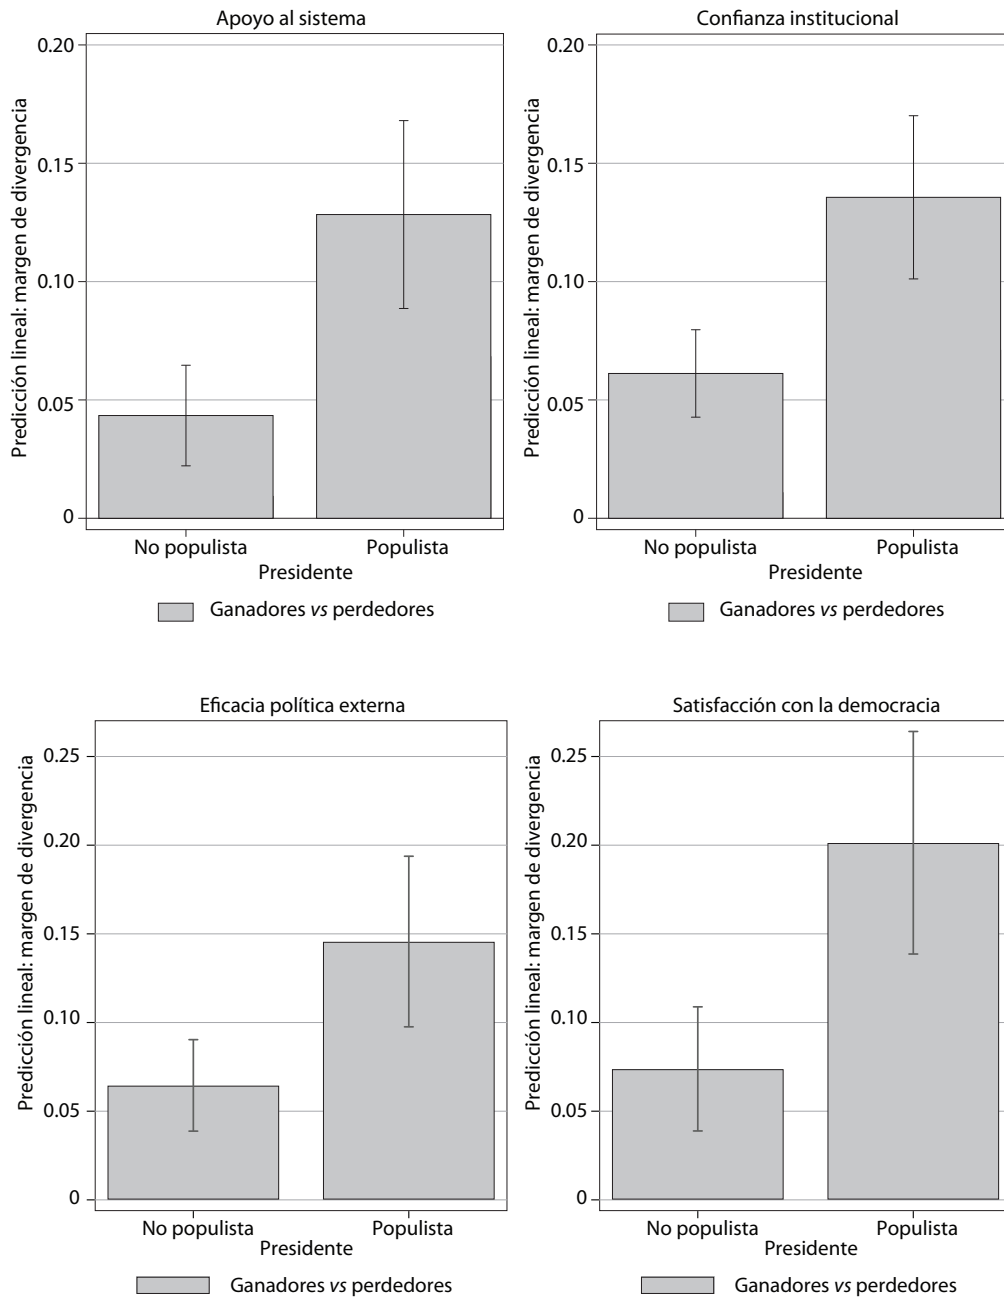 Apoyo al sistema
Predicción lineal: margen de divergencia
0.20
0.15
0.10
0.05
0
No populista Populista
Presidente
Ganadores vs perdedores
Confianza institucional
Predicción lineal: margen de divergencia
0.20
0.15
0.10
0.05
0
No populista Populista
Presidente
Ganadores vs perdedores
Eficacia política externa
Predicción lineal: margen de divergencia
0.25
0.20
0.15
0.10
0.05
0
No populista Populista
Presidente
Ganadores vs perdedores
Satisfacción con la democracia
Predicción lineal: margen de divergencia
0.25
0.20
0.15
0.10
0.05
0
No populista Populista
Presidente
Ganadores vs perdedores